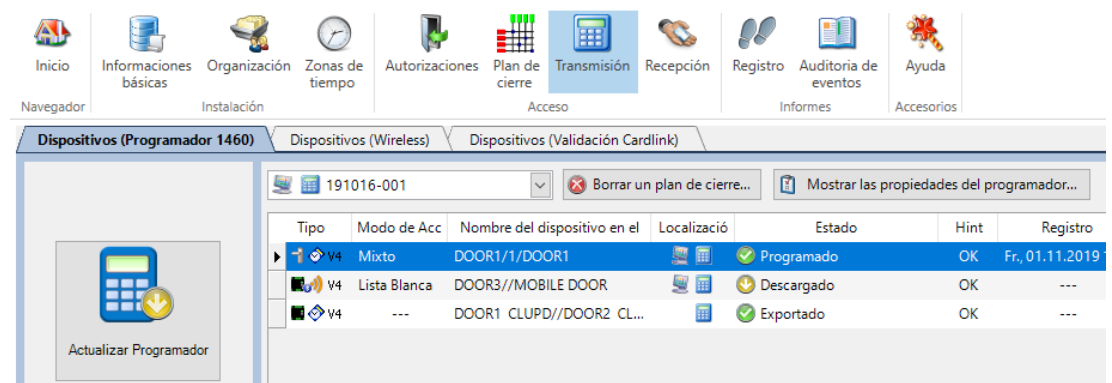 Inicio
Informaciones básicas
Organización
Zonas de tiempo
Autorizaciones
Plan de cierre
Transmisión
Recepción
Registro
Auditoria de eventos
Ayuda
Navegador
Instalación
Acceso
Informes
Accesorios
Dispositivos (Programador 1460)
Dispositivos (Wireless)
Dispositivos (Validación Cardlink)
191016-001
Borrar un plan de cierre...
Mostrar las propiedades del programador...
Tipo Modo de Acc Nombre del dispositivo en el Localizació Estado Hint Registro
V4 Mixto DOOR1/1/DOOR1 Programado OK Fr., 01.11.2019
V4 Lista Blanca DOOR3//MOBILE DOOR Descargado OK ---
V4 --- DOOR1 CLUPD//DOOR2 CL... Exportado OK ---
Actualizar Programador